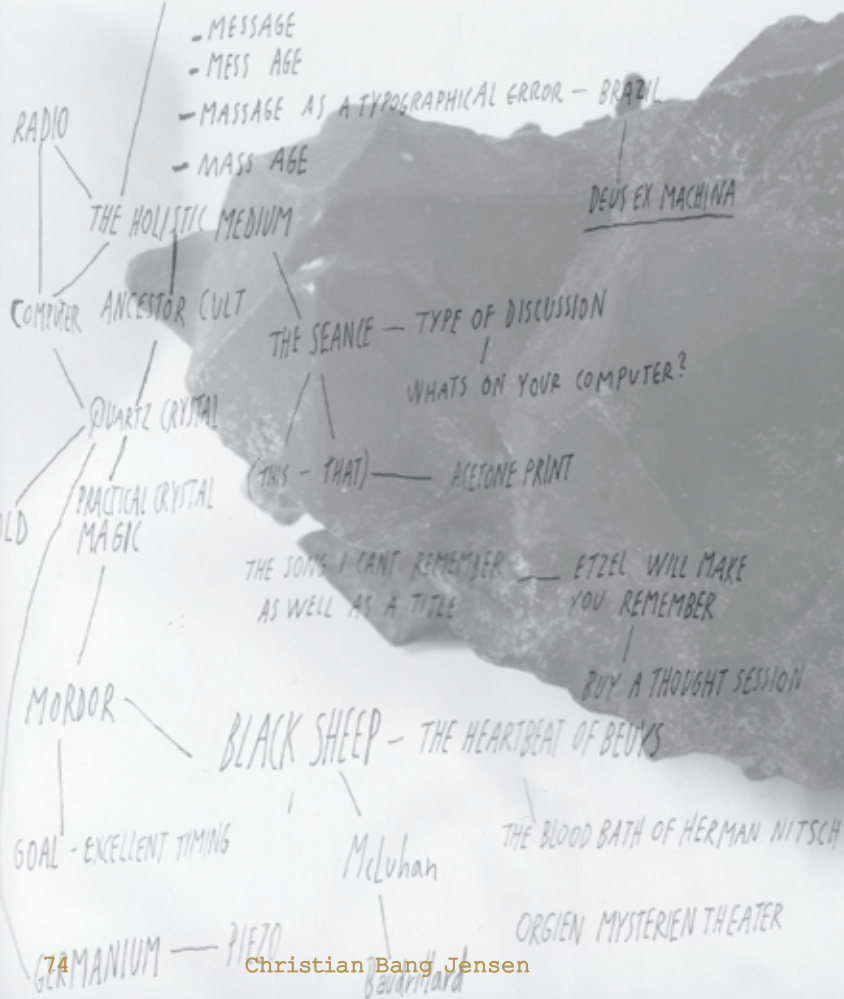 - MESSAGE
- MESS AGE
- MASSAGE AS A TYPOGRAPHICAL ERROR – BRAZIL
RADIO
- MASS AGE
DEUS EX MACHINA
THE HOLISTIC MEDIUM
COMPUTER
ANCESTOR CULT
THE SEANCE – TYPE OF DISCUSSION
WHATS ON YOUR COMPUTER?
QUARTZ CRYSTAL
(THIS – THAT) — ACETONE PRINT
PRACTICAL CRYSTAL
MAGIC
THE SONG I CANT REMEMBER — ETZEL WILL MAKE
AS WELL AS A TITLE
YOU REMEMBER
BUY A THOUGHT SESSION
MORDOR
BLACK SHEEP – THE HEARTBEAT OF BEUYS
THE BLOOD BATH OF HERMAN NITSCH
GOAL - EXCELLENT TIMING
McLuhan
ORGIEN MYSTERIEN THEATER
GERMANIUM — PIEZO
Baudrillard
74
Christian Bang Jensen